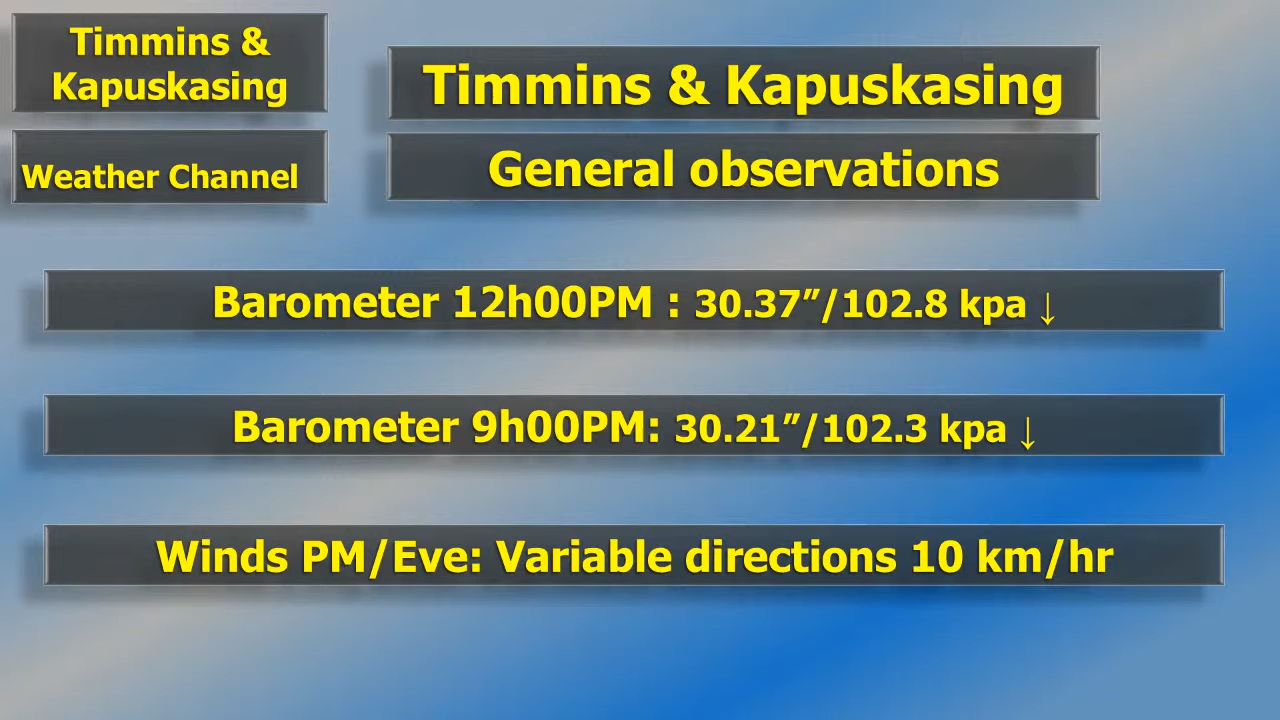 Timmins &
Kapuskasing
Weather Channel
Timmins & Kapuskasing
General observations
Barometer 12h00PM : 30.37”/102.8 kpa ↓
Barometer 9h00PM: 30.21”/102.3 kpa ↓
Winds PM/Eve: Variable directions 10 km/hr